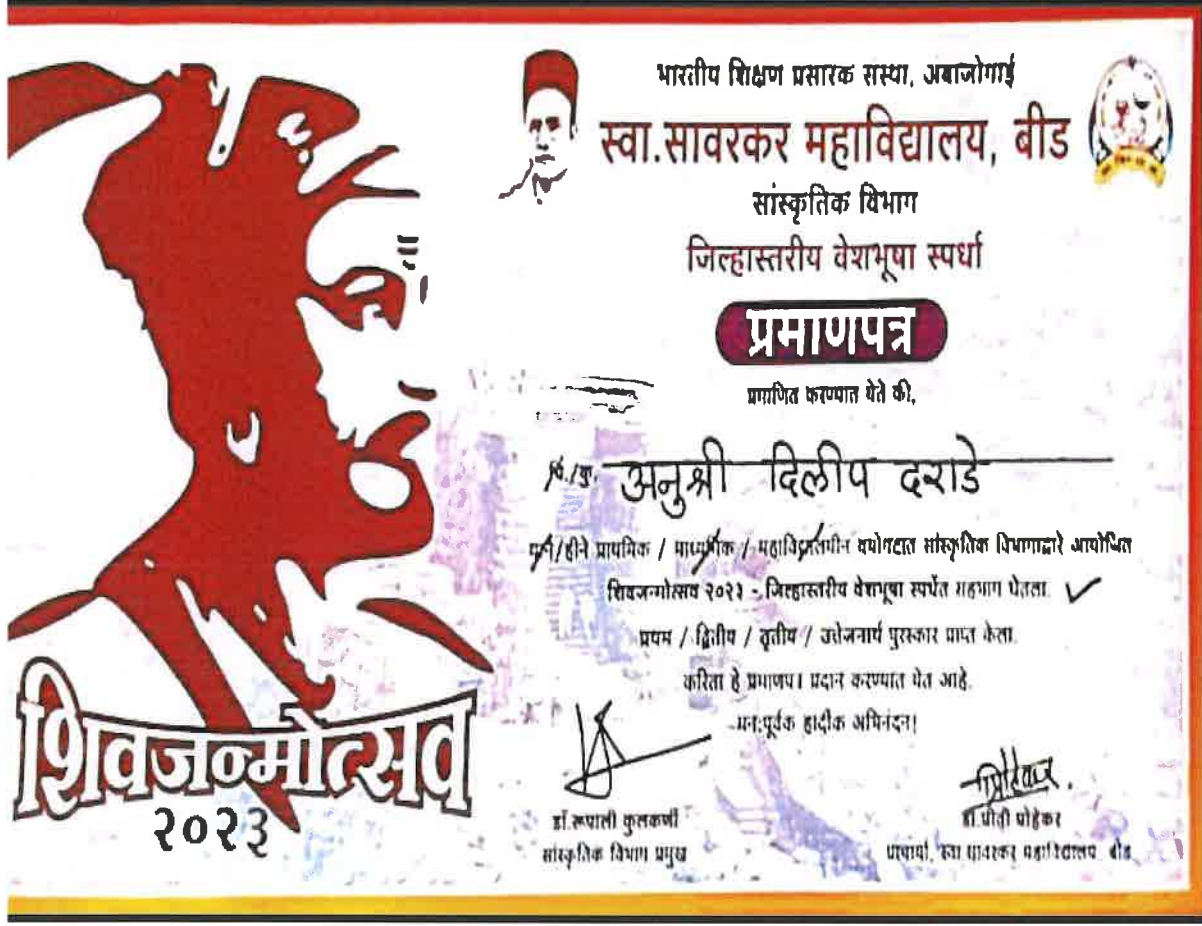 भारतीय शिक्षण प्रसारक संस्था, अंबाजोगाई
स्वा.सावरकर महाविद्यालय, बीड
सांस्कृतिक विभाग
जिल्हास्तरीय वेशभूषा स्पर्धा
प्रमाणपत्र
प्रमाणित करण्यात येते की,
चि./कु. अनुश्री दिलीप दराडे
याने/हीने प्राथमिक / माध्यमिक / महाविद्यालयीन वयोगटात सांस्कृतिक विभागाद्वारे आयोजित
शिवजन्मोत्सव २०२३ - जिल्हास्तरीय वेशभूषा स्पर्धेत सहभाग घेतला. ✓
प्रथम / द्वितीय / तृतीय / उत्तेजनार्थ पुरस्कार प्राप्त केला.
करिता हे प्रमाणपत्र प्रदान करण्यात येत आहे.
मन:पूर्वक हार्दीक अभिनंदन!
शिवजन्मोत्सव
२०२३
डॉ.रूपाली कुलकर्णी
सांस्कृतिक विभाग प्रमुख
डॉ.प्रीती पोहेकर
प्राचार्या, स्वा सावरकर महाविद्यालय, बीड